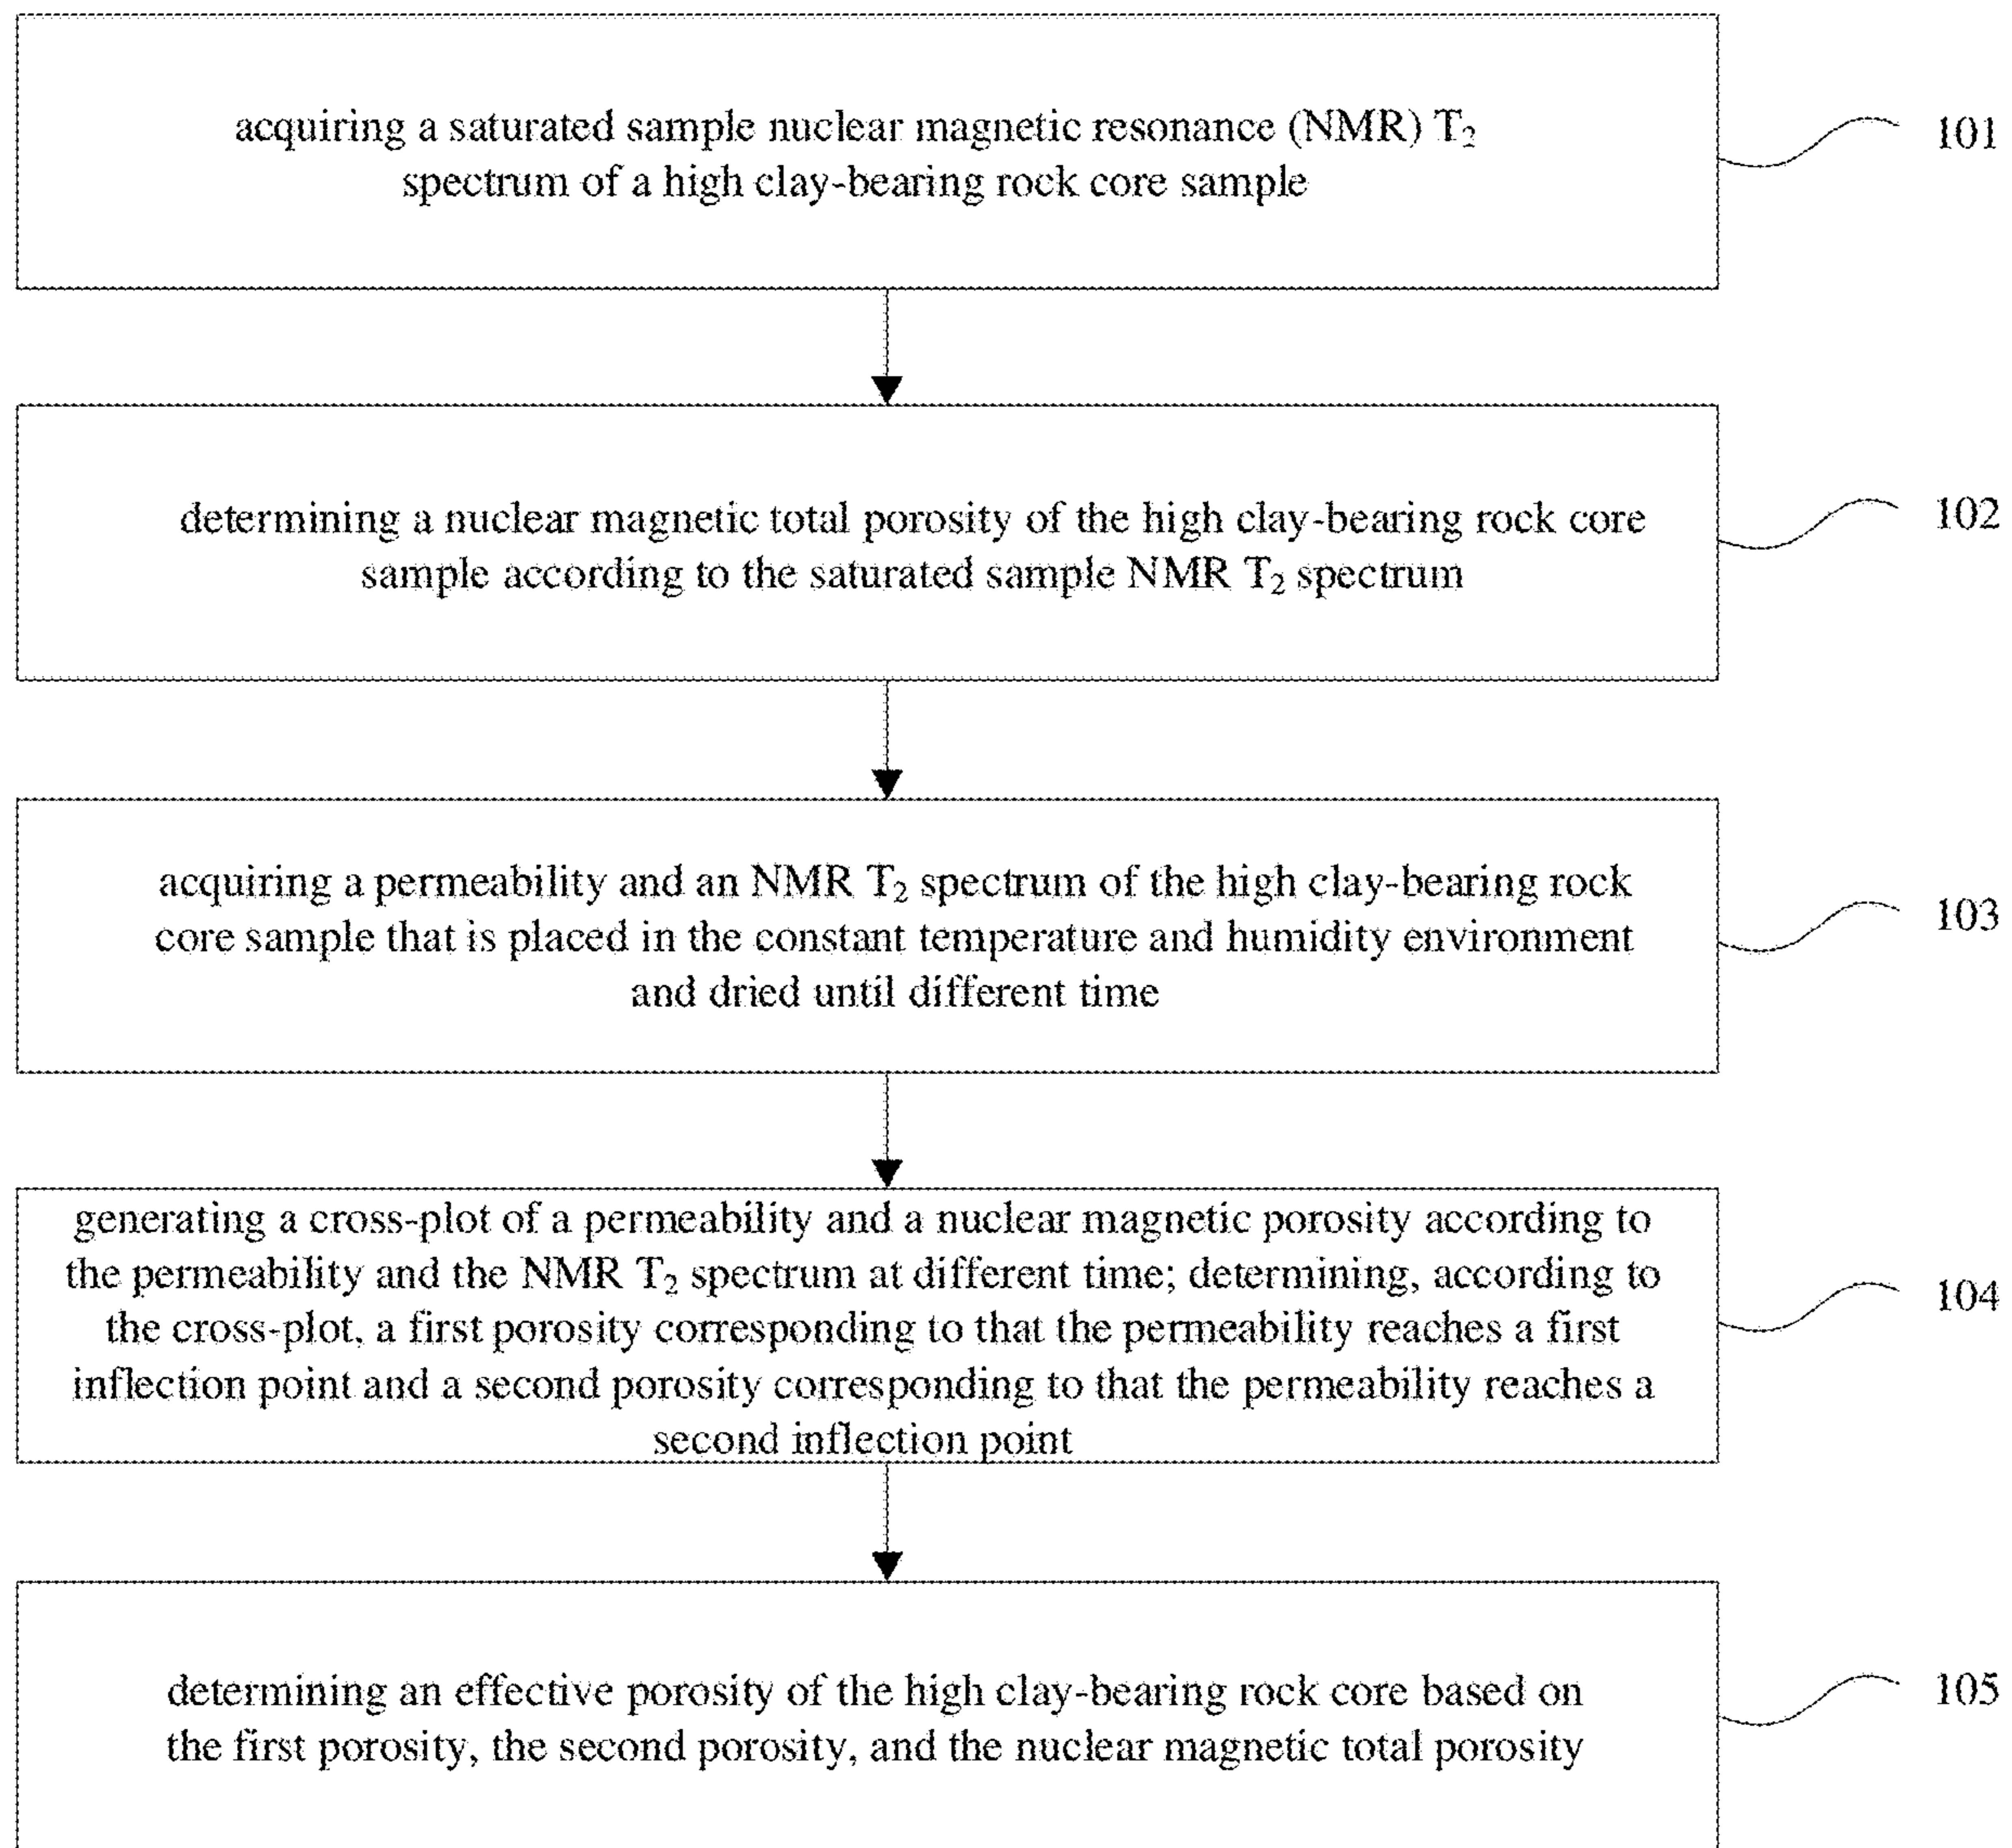 acquiring a saturated sample nuclear magnetic resonance (NMR) T₂
spectrum of a high clay-bearing rock core sample
101
determining a nuclear magnetic total porosity of the high clay-bearing rock core
sample according to the saturated sample NMR T₂ spectrum
102
acquiring a permeability and an NMR T₂ spectrum of the high clay-bearing rock
core sample that is placed in the constant temperature and humidity environment
and dried until different time
103
generating a cross-plot of a permeability and a nuclear magnetic porosity according to
the permeability and the NMR T₂ spectrum at different time; determining, according to
the cross-plot, a first porosity corresponding to that the permeability reaches a first
inflection point and a second porosity corresponding to that the permeability reaches a
second inflection point
104
determining an effective porosity of the high clay-bearing rock core based on
the first porosity, the second porosity, and the nuclear magnetic total porosity
105